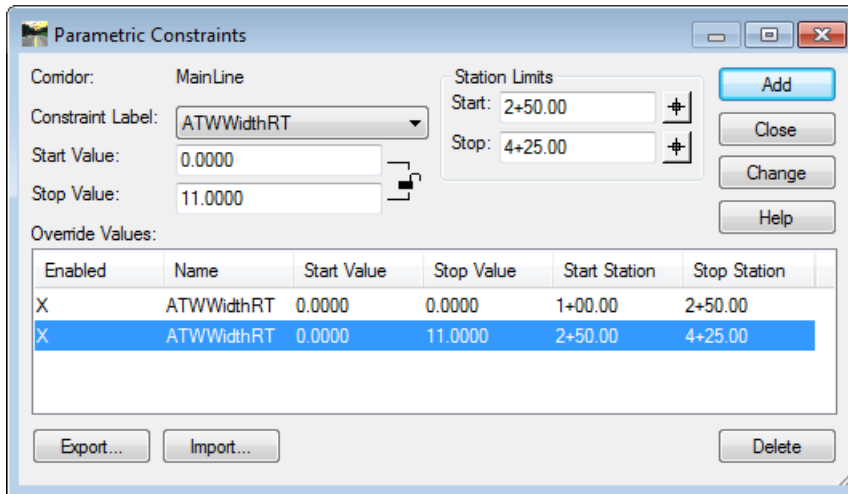 Parametric Constraints
Corridor: MainLine
Constraint Label: ATWWidthRT
Start Value: 0.0000
Stop Value: 11.0000
Station Limits
Start: 2+50.00
Stop: 4+25.00
Add
Close
Change
Help
Override Values:
Enabled Name Start Value Stop Value Start Station Stop Station
X ATWWidthRT 0.0000 0.0000 1+00.00 2+50.00
X ATWWidthRT 0.0000 11.0000 2+50.00 4+25.00
Export... Import... Delete